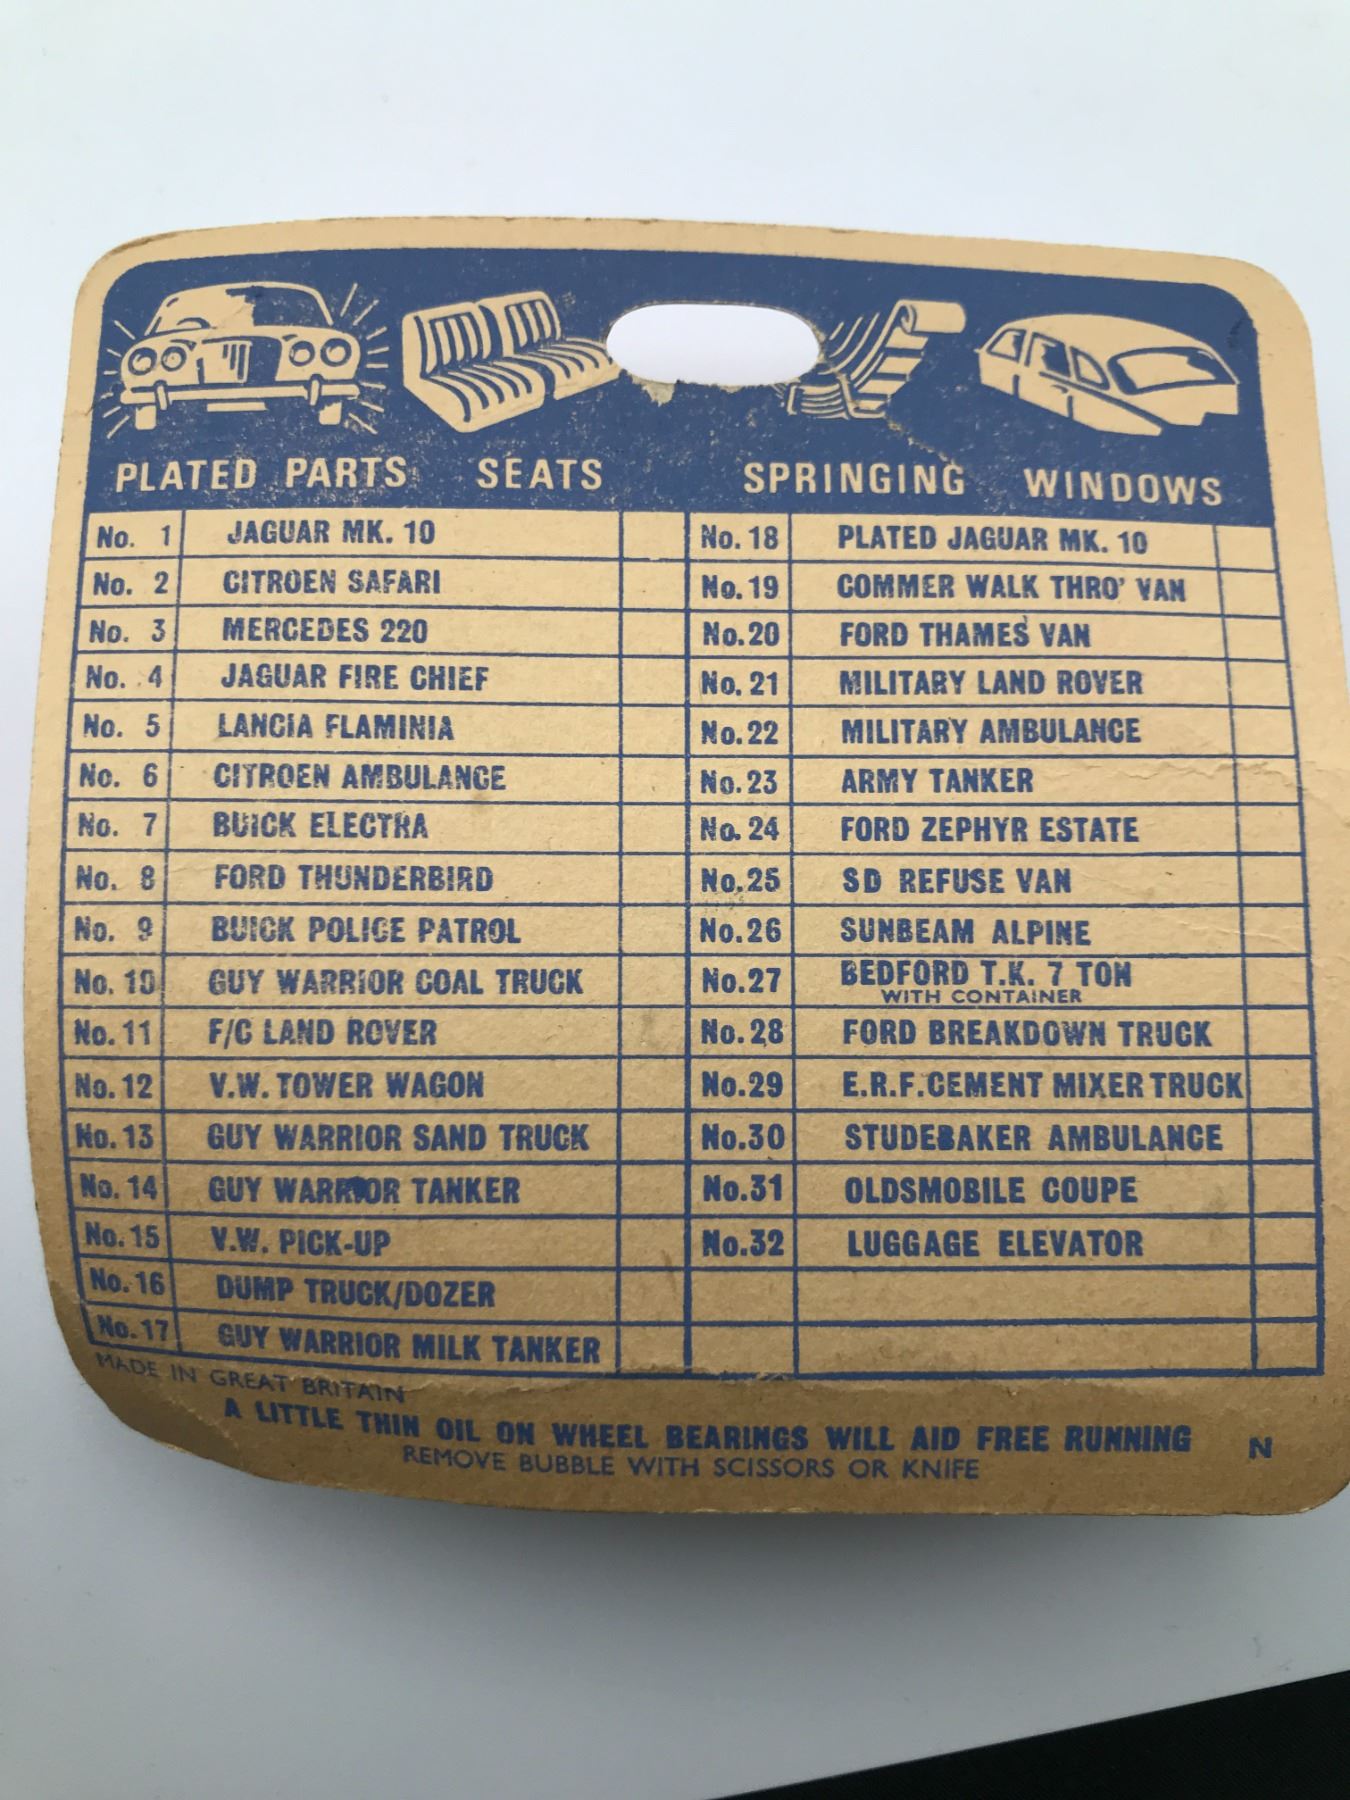 PLATED PARTS SEATS SPRINGING WINDOWS
No. 1 JAGUAR MK. 10
No. 2 CITROEN SAFARI
No. 3 MERCEDES 220
No. 4 JAGUAR FIRE CHIEF
No. 5 LANCIA FLAMINIA
No. 6 CITROEN AMBULANCE
No. 7 BUICK ELECTRA
No. 8 FORD THUNDERBIRD
No. 9 BUICK POLICE PATROL
No. 10 GUY WARRIOR COAL TRUCK
No. 11 F/C LAND ROVER
No. 12 V.W. TOWER WAGON
No. 13 GUY WARRIOR SAND TRUCK
No. 14 GUY WARRIOR TANKER
No. 15 V.W. PICK-UP
No. 16 DUMP TRUCK/DOZER
No. 17 GUY WARRIOR MILK TANKER
No. 18 PLATED JAGUAR MK. 10
No. 19 COMMER WALK THRO' VAN
No. 20 FORD THAMES VAN
No. 21 MILITARY LAND ROVER
No. 22 MILITARY AMBULANCE
No. 23 ARMY TANKER
No. 24 FORD ZEPHYR ESTATE
No. 25 SD REFUSE VAN
No. 26 SUNBEAM ALPINE
No. 27 BEDFORD T.K. 7 TON
WITH CONTAINER
No. 28 FORD BREAKDOWN TRUCK
No. 29 E.R.F. CEMENT MIXER TRUCK
No. 30 STUDEBAKER AMBULANCE
No. 31 OLDSMOBILE COUPE
No. 32 LUGGAGE ELEVATOR
MADE IN GREAT BRITAIN
A LITTLE THIN OIL ON WHEEL BEARINGS WILL AID FREE RUNNING N
REMOVE BUBBLE WITH SCISSORS OR KNIFE